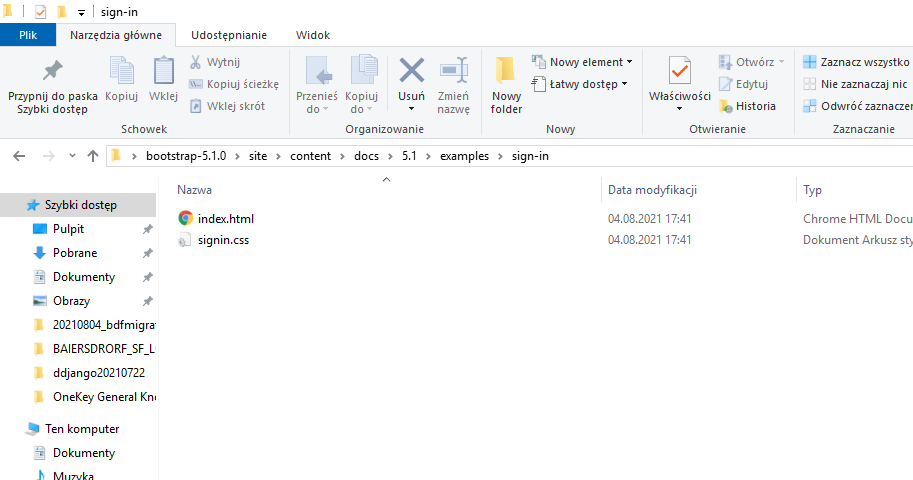 sign-in
Plik Narzędzia główne Udostępnianie Widok
Przypnij do paska Szybki dostęp
Kopiuj
Wklej
Wytnij
Kopiuj ścieżkę
Wklej skrót
Schowek
Przenieś do
Kopiuj do
Usuń
Zmień nazwę
Organizowanie
Nowy folder
Nowy element
Łatwy dostęp
Nowy
Właściwości
Otwórz
Edytuj
Historia
Otwieranie
Zaznacz wszystko
Nie zaznaczaj nic
Odwróć zaznaczen
Zaznaczanie
bootstrap-5.1.0 > site > content > docs > 5.1 > examples > sign-in
Nazwa Data modyfikacji Typ
index.html 04.08.2021 17:41 Chrome HTML Docu
signin.css 04.08.2021 17:41 Dokument Arkusz sty
Szybki dostęp
Pulpit
Pobrane
Dokumenty
Obrazy
20210804_bdfmigra
BAIERSDRORF_SF_L
ddjango20210722
OneKey General Kn
Ten komputer
Dokumenty
Muzyka